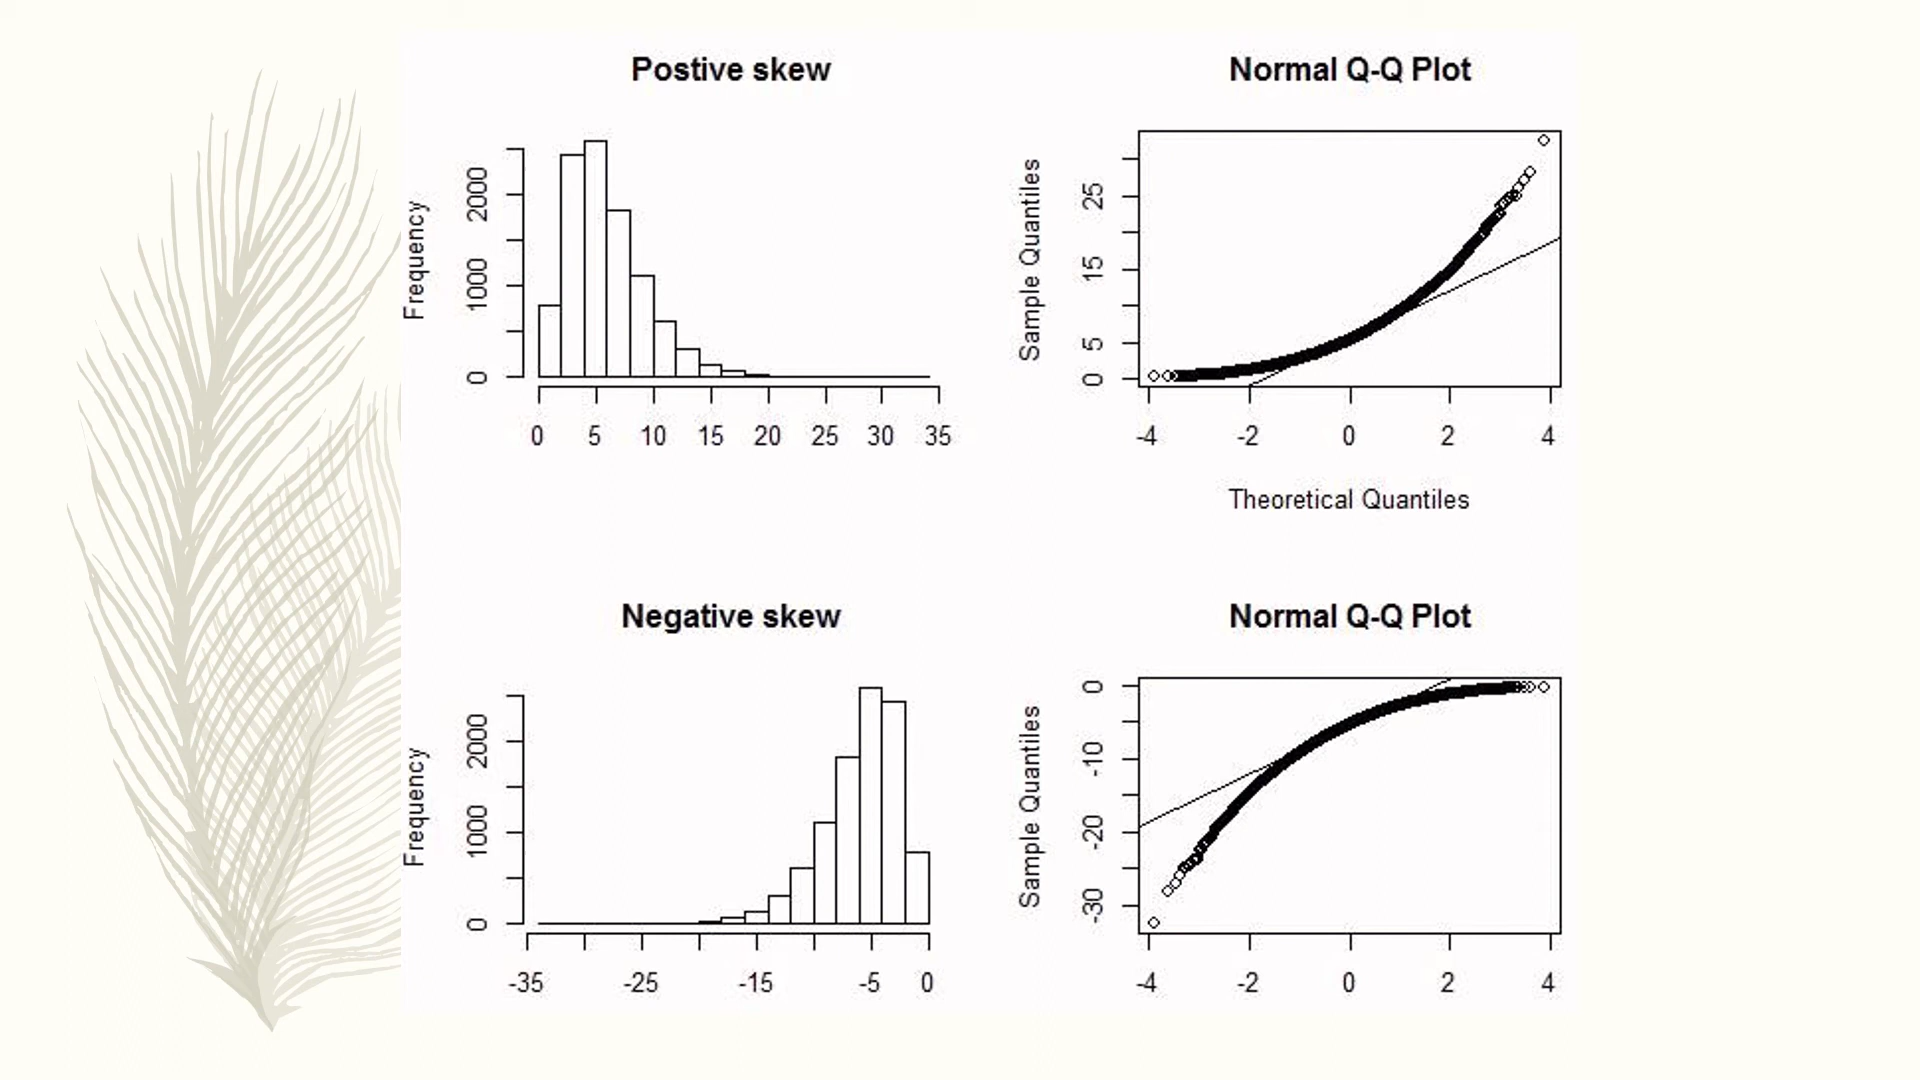 Postive skew
Frequency
0 1000 2000
0 5 10 15 20 25 30 35
Normal Q-Q Plot
Sample Quantiles
0 5 15 25
-4 -2 0 2 4
Theoretical Quantiles
Negative skew
Frequency
0 1000 2000
-35 -25 -15 -5 0
Normal Q-Q Plot
Sample Quantiles
-30 -20 -10 0
-4 -2 0 2 4